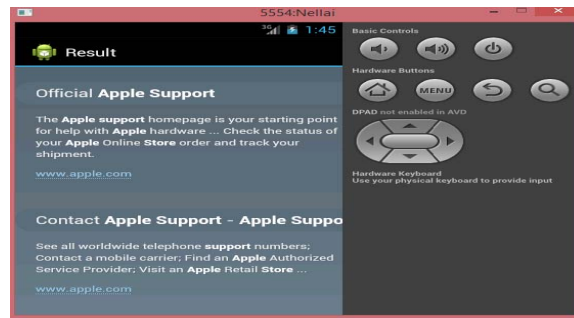 5554:Nellai
3G 1:45
Result
Official Apple Support
The Apple support homepage is your starting point
for help with Apple hardware ... Check the status of
your Apple Online Store order and track your
shipment.
www.apple.com
Contact Apple Support - Apple Suppo
See all worldwide telephone support numbers;
Contact a mobile carrier; Find an Apple Authorized
Service Provider; Visit an Apple Retail Store ...
www.apple.com
Basic Controls
Hardware Buttons
MENU
DPAD not enabled in AVD
Hardware Keyboard
Use your physical keyboard to provide input